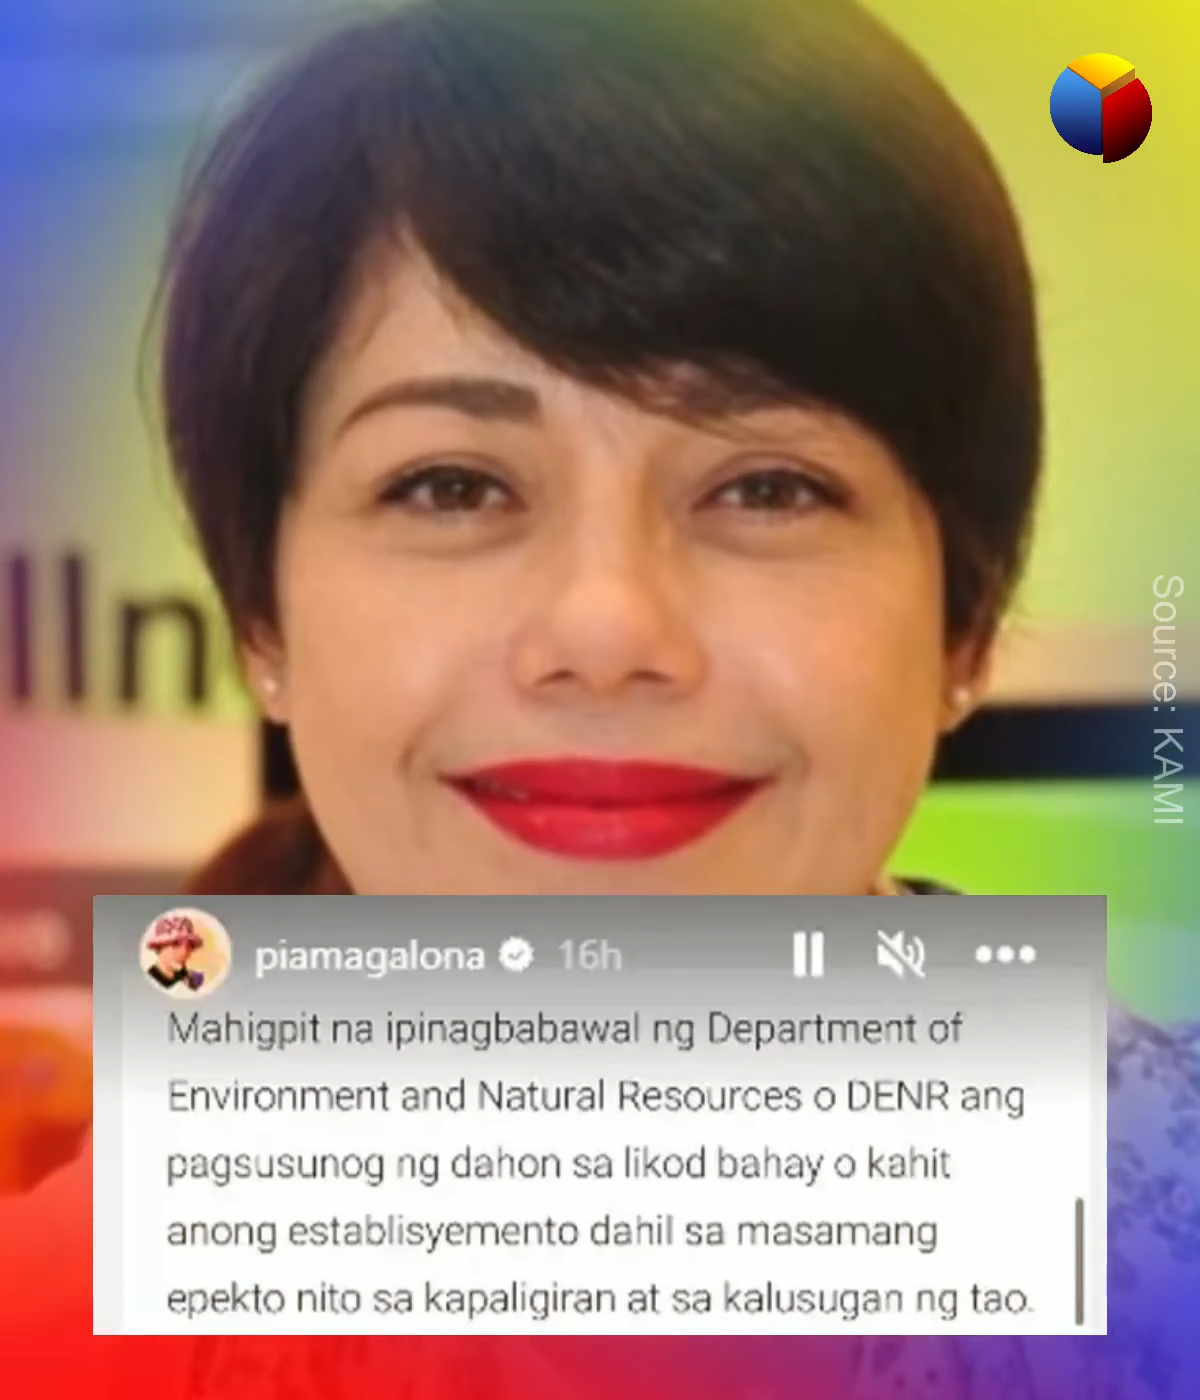 lln
Source: KAMI
piamagalona 16h
Mahigpit na ipinagbabawal ng Department of
Environment and Natural Resources o DENR ang
pagsusunog ng dahon sa likod bahay o kahit
anong establisyemento dahil sa masamang
epekto nito sa kapaligiran at sa kalusugan ng tao.